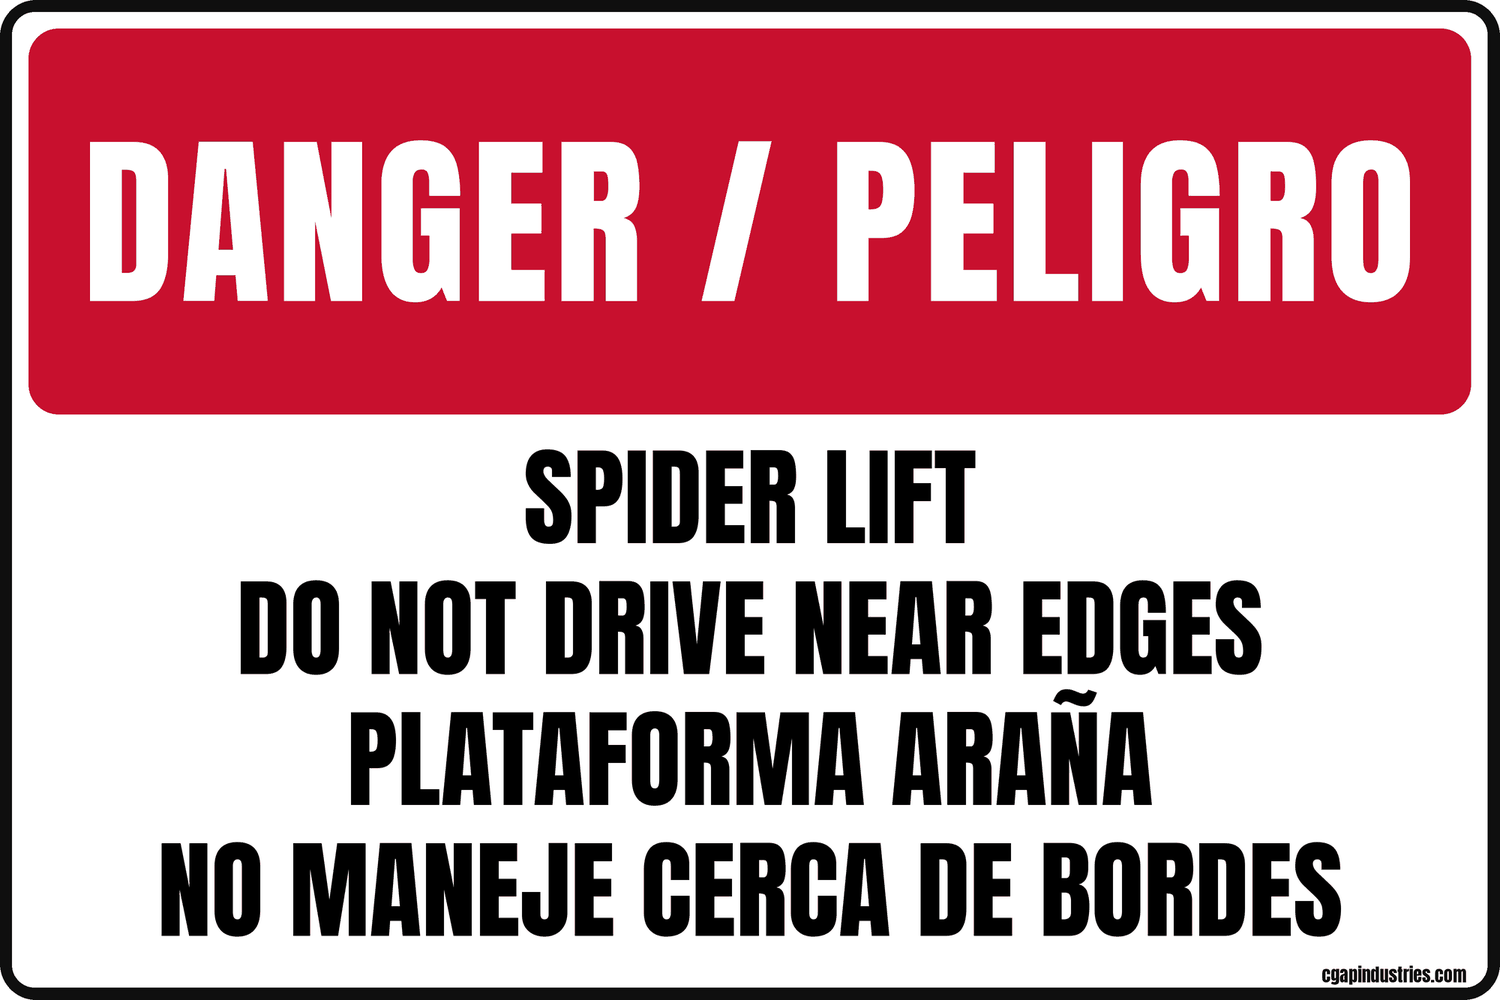 DANGER / PELIGRO
SPIDER LIFT
DO NOT DRIVE NEAR EDGES
PLATAFORMA ARAÑA
NO MANEJE CERCA DE BORDES
cgapindustries.com